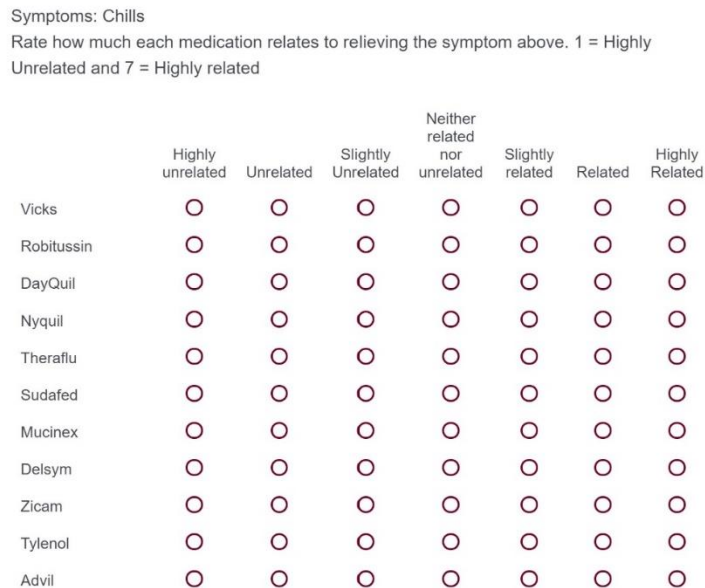 Symptoms: Chills
Rate how much each medication relates to relieving the symptom above. 1 = Highly
Unrelated and 7 = Highly related
Highly unrelated Unrelated Slightly Unrelated Neither related nor unrelated Slightly related Related Highly Related
Vicks
Robitussin
DayQuil
Nyquil
Theraflu
Sudafed
Mucinex
Delsym
Zicam
Tylenol
Advil